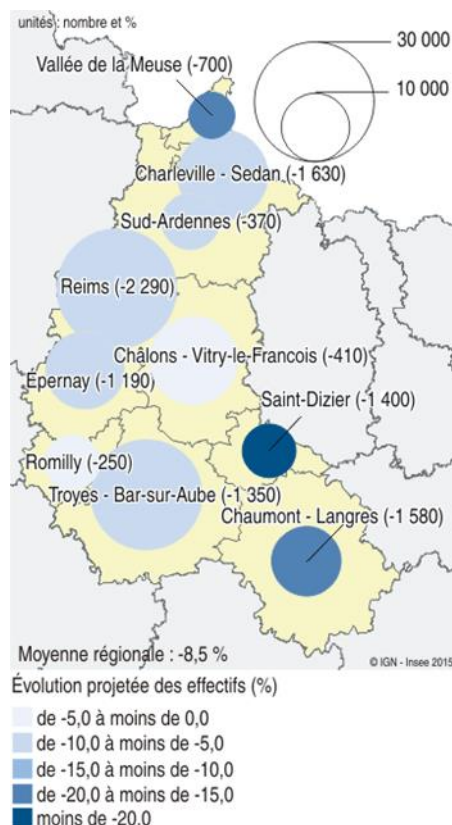 unités : nombre et %
30 000
Vallée de la Meuse (-700)
10 000
Charleville - Sedan (-1 630)
Sud-Ardennes (-370)
Reims (-2 290)
Châlons - Vitry-le-Francois (-410)
Épernay (-1 190)
Saint-Dizier (-1 400)
Romilly (-250)
Troyes - Bar-sur-Aube (-1 350)
Chaumont - Langres (-1 580)
Moyenne régionale : -8,5 %
© IGN - Insee 2015
Évolution projetée des effectifs (%)
de -5,0 à moins de 0,0
de -10,0 à moins de -5,0
de -15,0 à moins de -10,0
de -20,0 à moins de -15,0
moins de -20,0